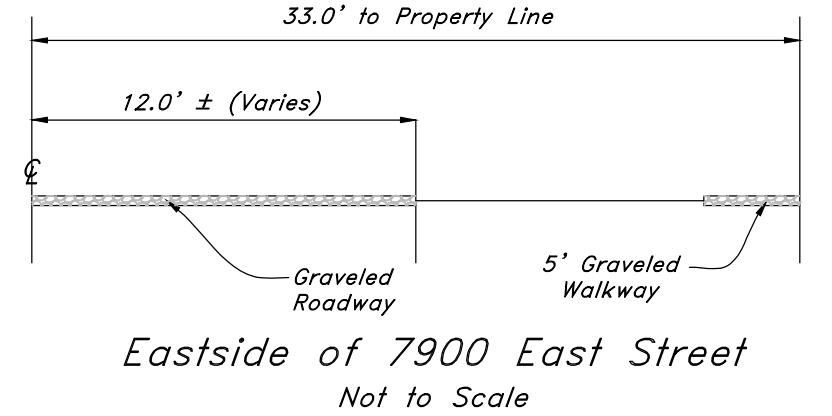 33.0' to Property Line
12.0' ± (Varies)
℄
Graveled
Roadway
5' Graveled
Walkway
Eastside of 7900 East Street
Not to Scale